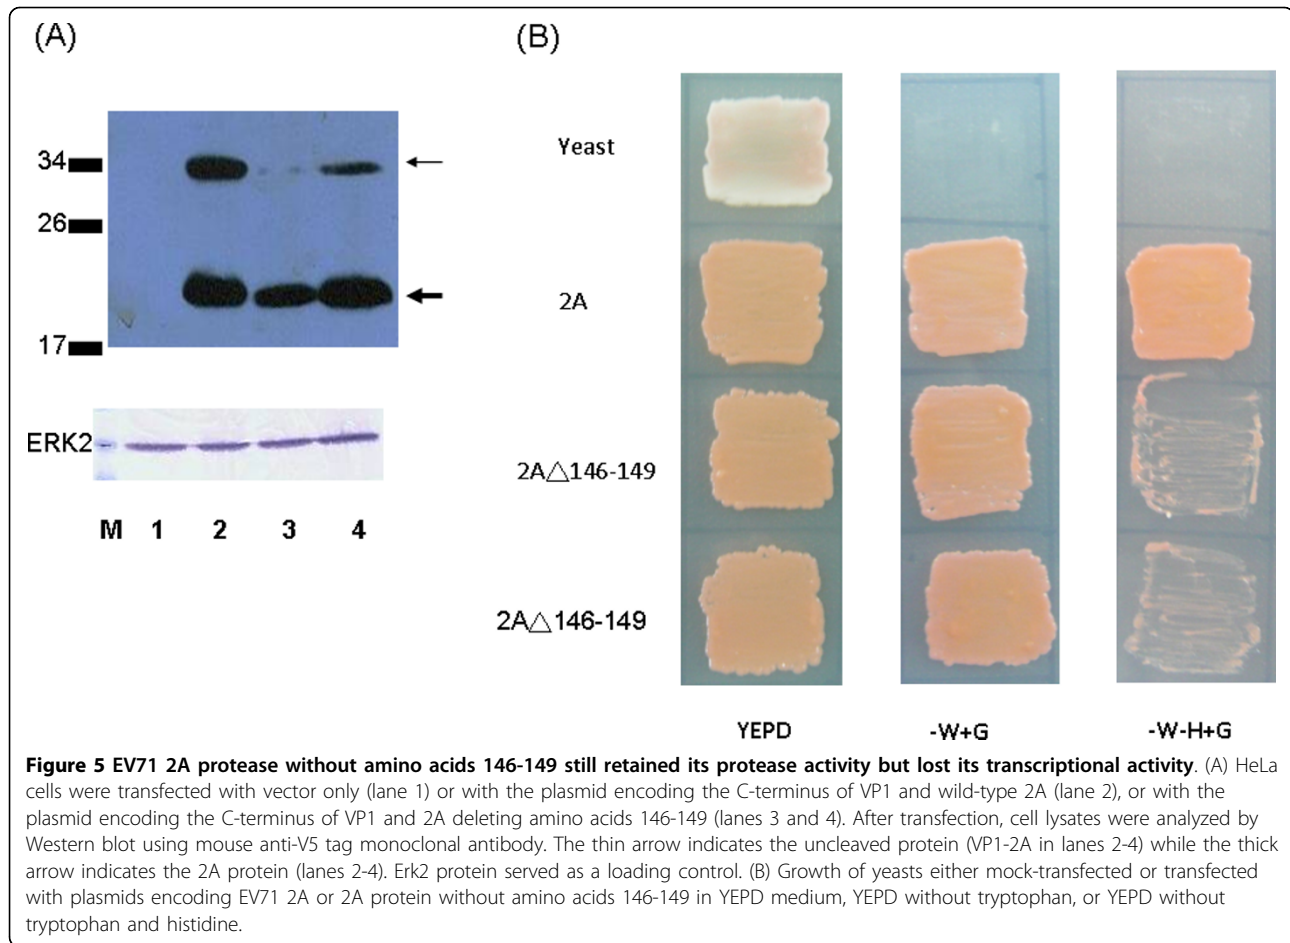 (A)
(B)
34
26
17
ERK2
M 1 2 3 4
Yeast
2A
2A△146-149
2A△146-149
YEPD -W+G -W-H+G
Figure 5 EV71 2A protease without amino acids 146-149 still retained its protease activity but lost its transcriptional activity. (A) HeLa
cells were transfected with vector only (lane 1) or with the plasmid encoding the C-terminus of VP1 and wild-type 2A (lane 2), or with the
plasmid encoding the C-terminus of VP1 and 2A deleting amino acids 146-149 (lanes 3 and 4). After transfection, cell lysates were analyzed by
Western blot using mouse anti-V5 tag monoclonal antibody. The thin arrow indicates the uncleaved protein (VP1-2A in lanes 2-4) while the thick
arrow indicates the 2A protein (lanes 2-4). Erk2 protein served as a loading control. (B) Growth of yeasts either mock-transfected or transfected
with plasmids encoding EV71 2A or 2A protein without amino acids 146-149 in YEPD medium, YEPD without tryptophan, or YEPD without
tryptophan and histidine.